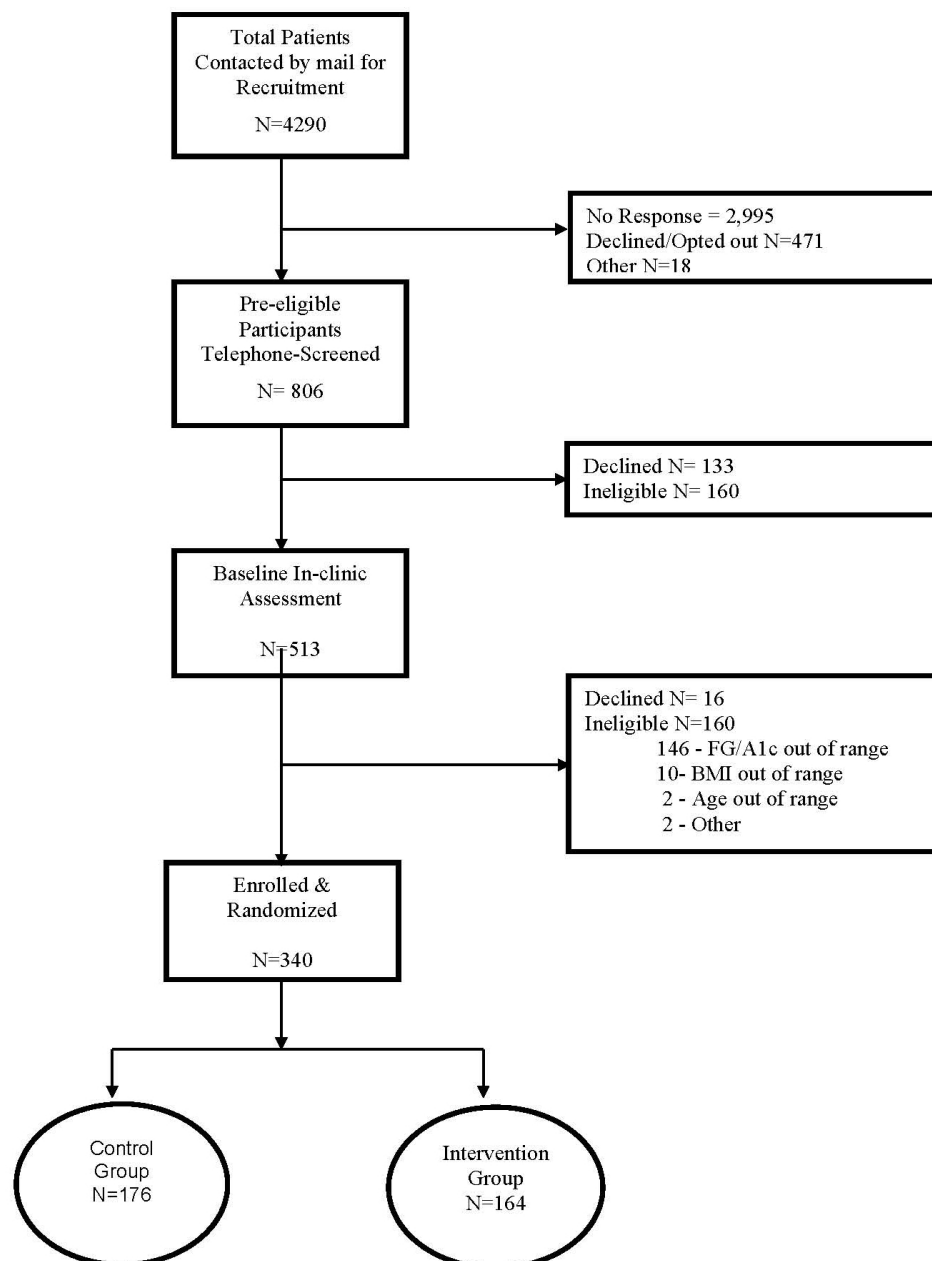 Total Patients
Contacted by mail for
Recruitment
N=4290
No Response = 2,995
Declined/Opted out N=471
Other N=18
Pre-eligible
Participants
Telephone-Screened
N= 806
Declined N= 133
Ineligible N= 160
Baseline In-clinic
Assessment
N=513
Declined N= 16
Ineligible N=160
146 - FG/A1c out of range
10- BMI out of range
2 - Age out of range
2 - Other
Enrolled &
Randomized
N=340
Control
Group
N=176
Intervention
Group
N=164